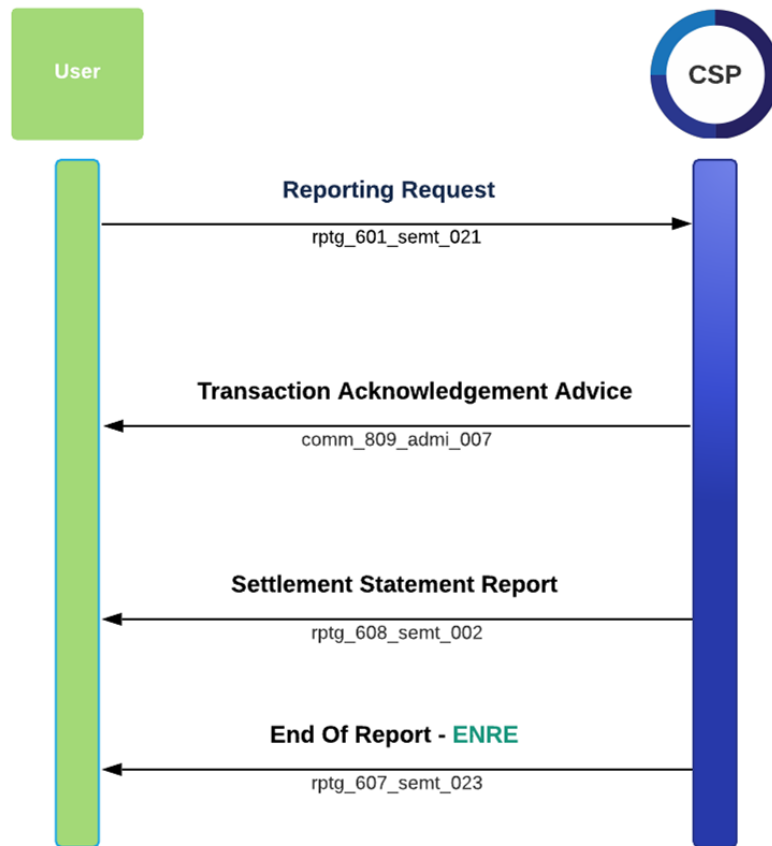 User
CSP
Reporting Request
rptg_601_semt_021
Transaction Acknowledgement Advice
comm_809_admi_007
Settlement Statement Report
rptg_608_semt_002
End Of Report - ENRE
rptg_607_semt_023